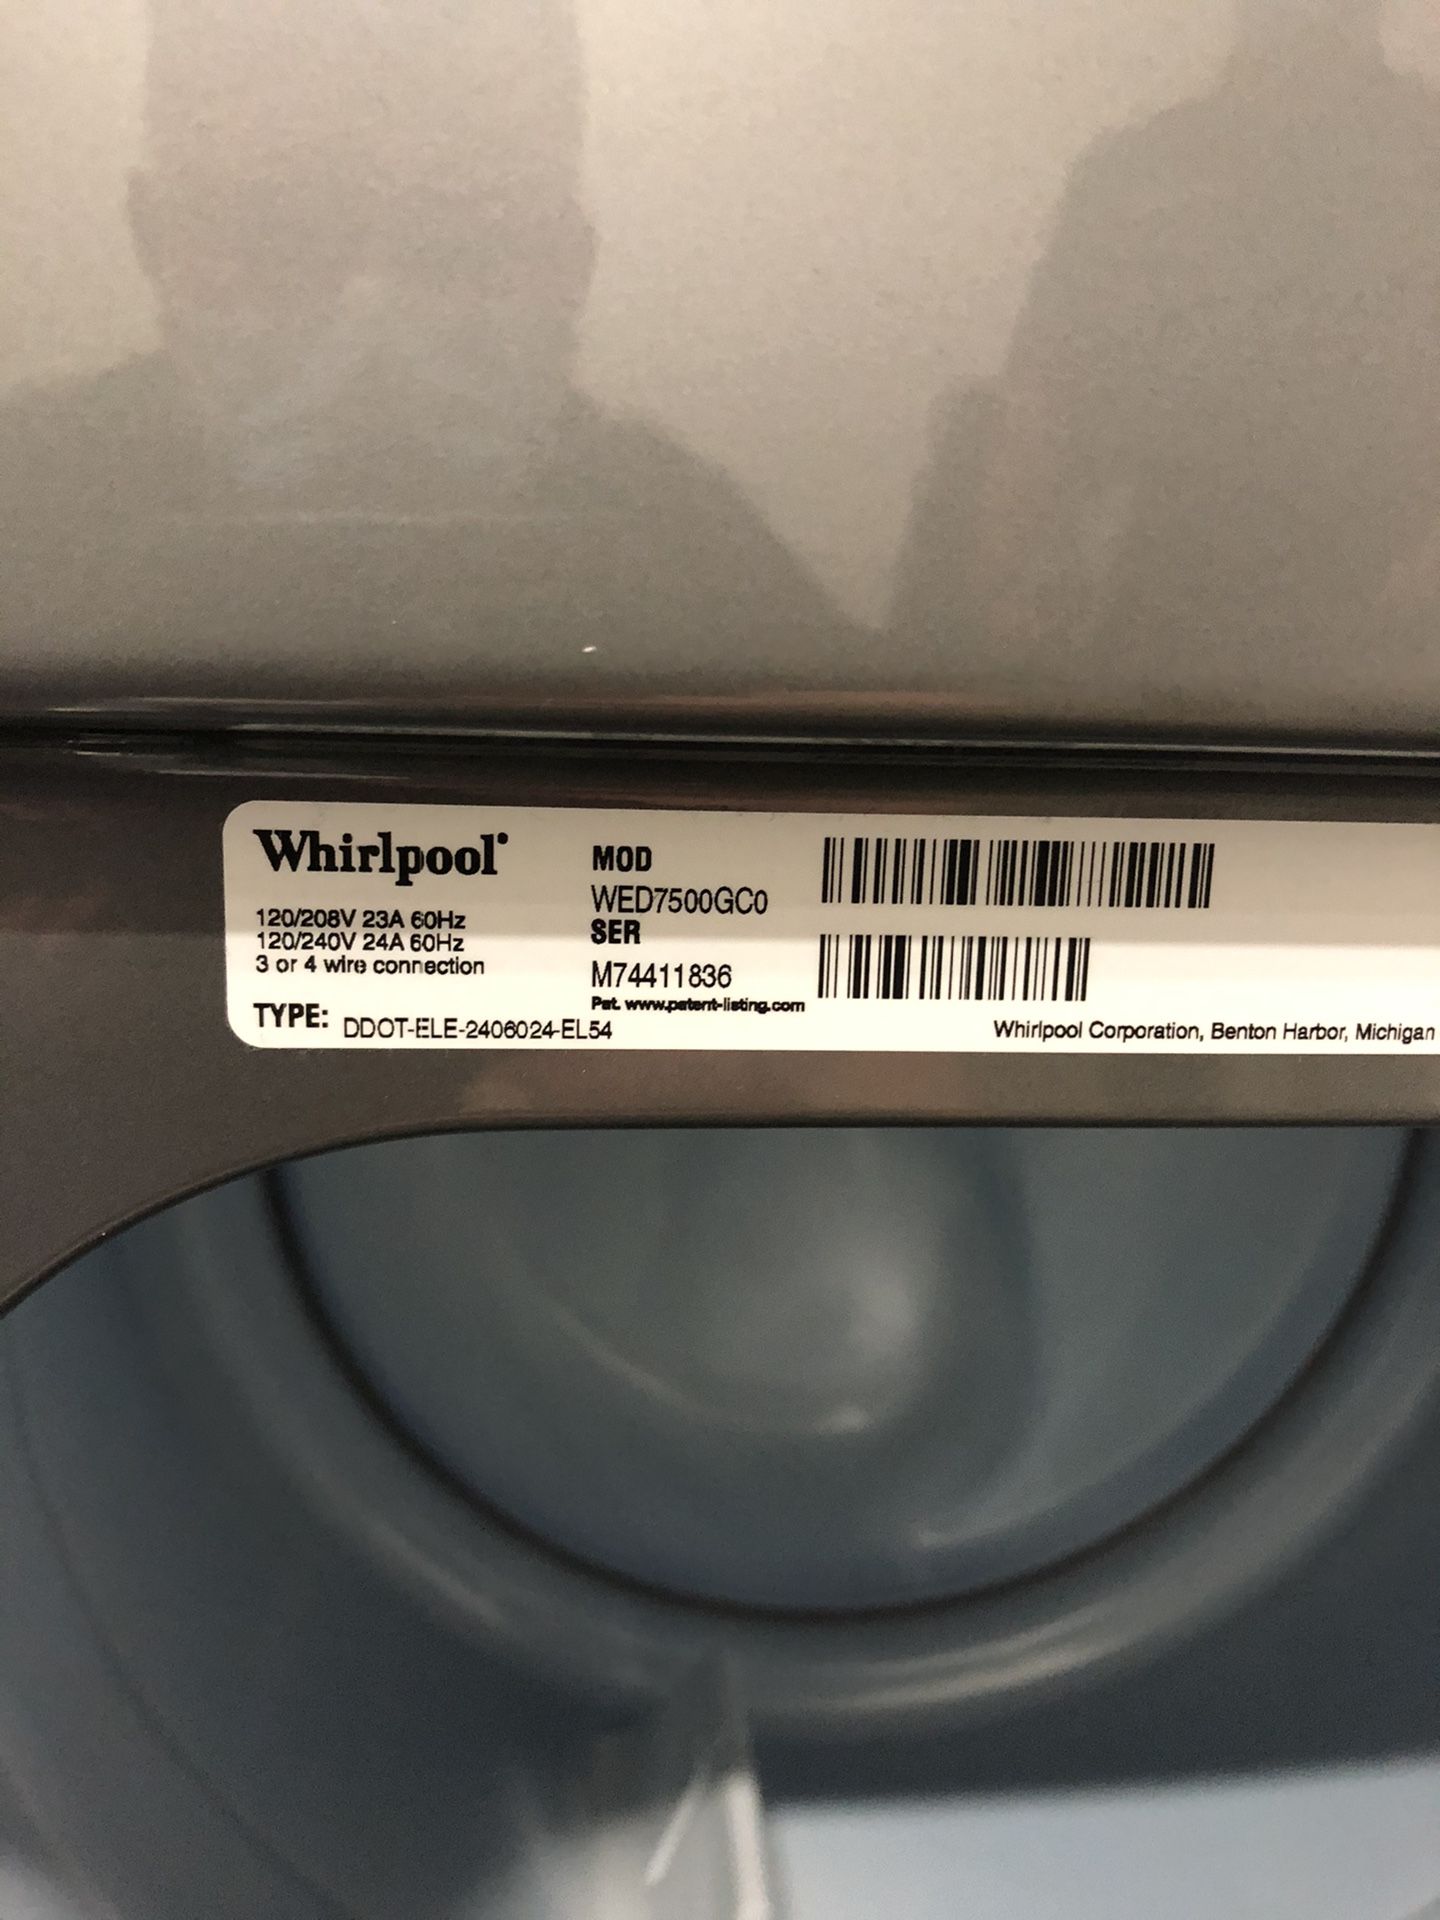 Whirlpool
120/208V 23A 60Hz
120/240V 24A 60Hz
3 or 4 wire connection
TYPE: DDOT-ELE-2406024-EL54
MOD
WED7500GC0
SER
M74411836
Pat. www.patent-listing.com
Whirlpool Corporation, Benton Harbor, Michigan